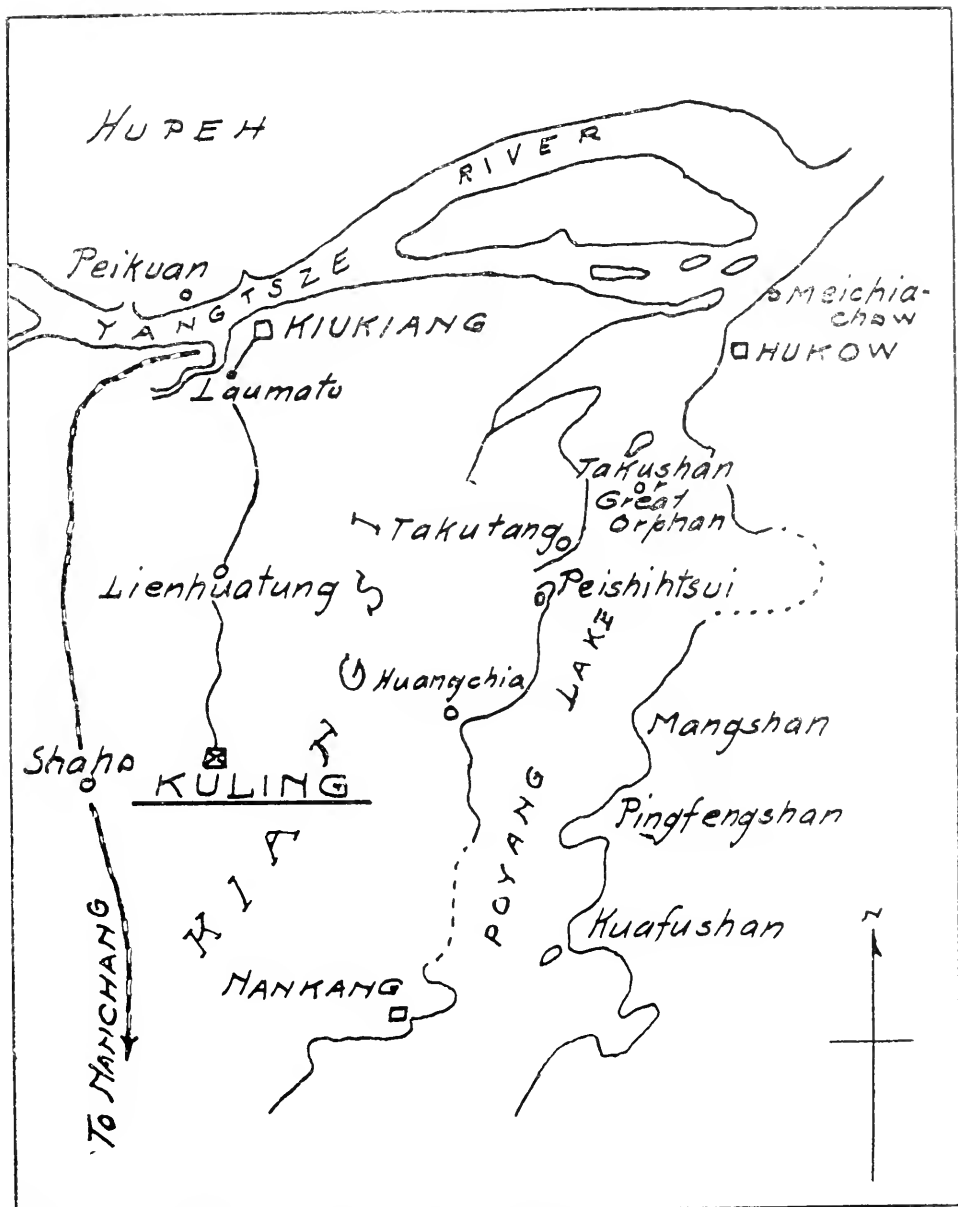 HUPEH
YANGTSZE RIVER
Peikuan
KIUKIANG
Laumatu
Meichia-
chow
HUKOW
Takushan
or
Great
Orphan
Takutang
Peishihtsui
Lienhuatung
Huangchia
Shaho
KULING
KIANGSI
POYANG LAKE
Mangshan
Pingfengshan
Kuafushan
NANKANG
TO NANCHANG
N